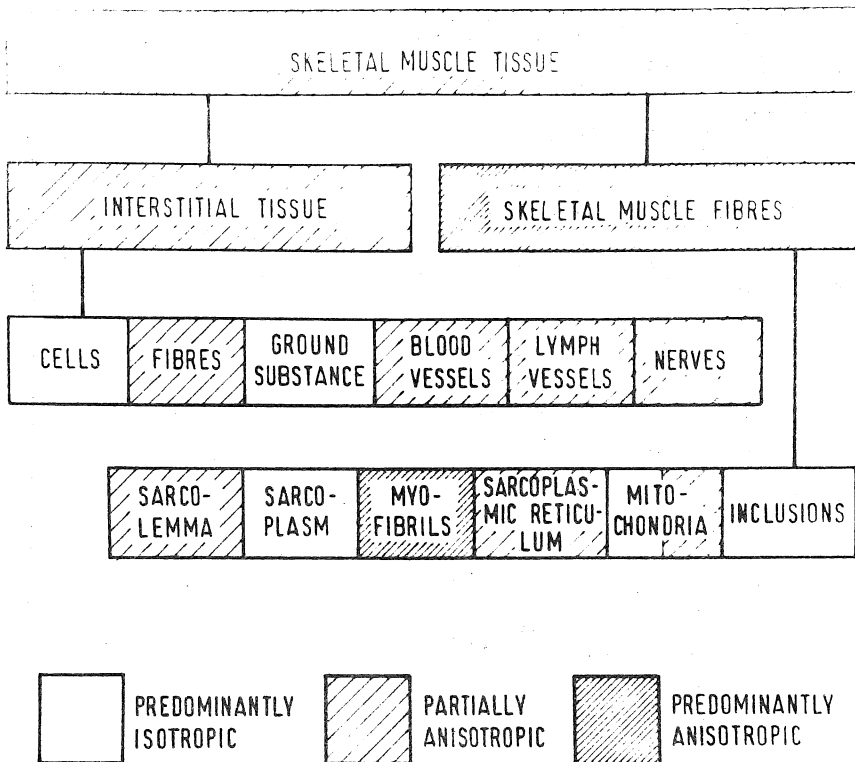 SKELETAL MUSCLE TISSUE
INTERSTITIAL TISSUE
SKELETAL MUSCLE FIBRES
CELLS
FIBRES
GROUND
SUBSTANCE
BLOOD
VESSELS
LYMPH
VESSELS
NERVES
SARCO-
LEMMA
SARCO-
PLASM
MYO-
FIBRILS
SARCOPLAS-
MIC RETICU-
LUM
MITO-
CHONDRIA
INCLUSIONS
PREDOMINANTLY
ISOTROPIC
PARTIALLY
ANISOTROPIC
PREDOMINANTLY
ANISOTROPIC